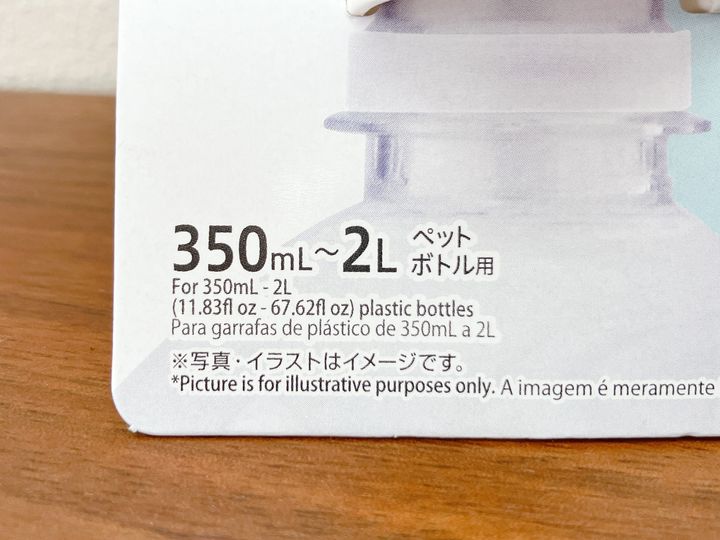 350mL~2L ペットボトル用
For 350mL - 2L
(11.83fl oz - 67.62fl oz) plastic bottles
Para garrafas de plástico de 350mL a 2L
※写真・イラストはイメージです。
*Picture is for illustrative purposes only. A imagem é meramente